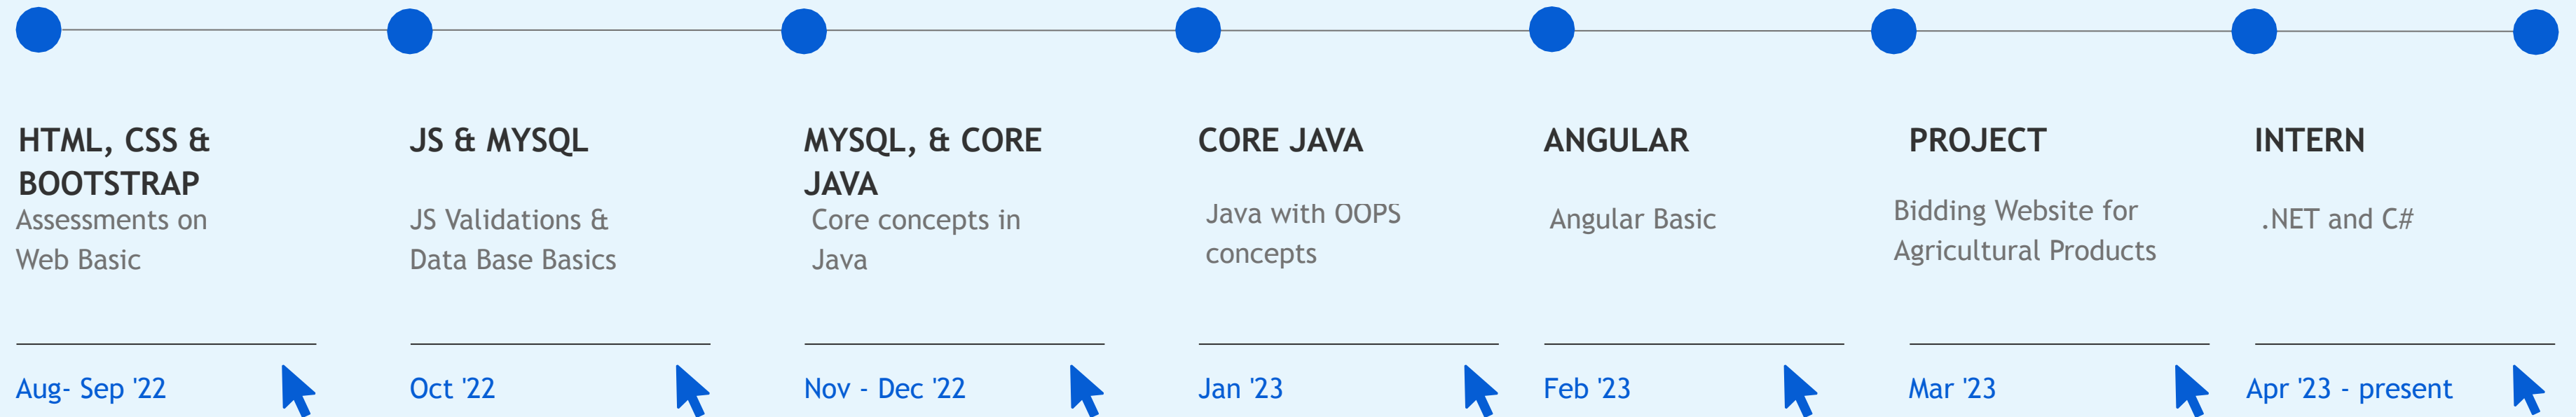 HTML, CSS &
BOOTSTRAP
Assessments on
Web Basic
Aug- Sep '22
JS & MYSQL
JS Validations &
Data Base Basics
Oct '22
MYSQL, & CORE
JAVA
Core concepts in
Java
Nov - Dec '22
CORE JAVA
Java with OOPS
concepts
Jan '23
ANGULAR
Angular Basic
Feb '23
PROJECT
Bidding Website for
Agricultural Products
Mar '23
INTERN
.NET and C#
Apr '23 - present